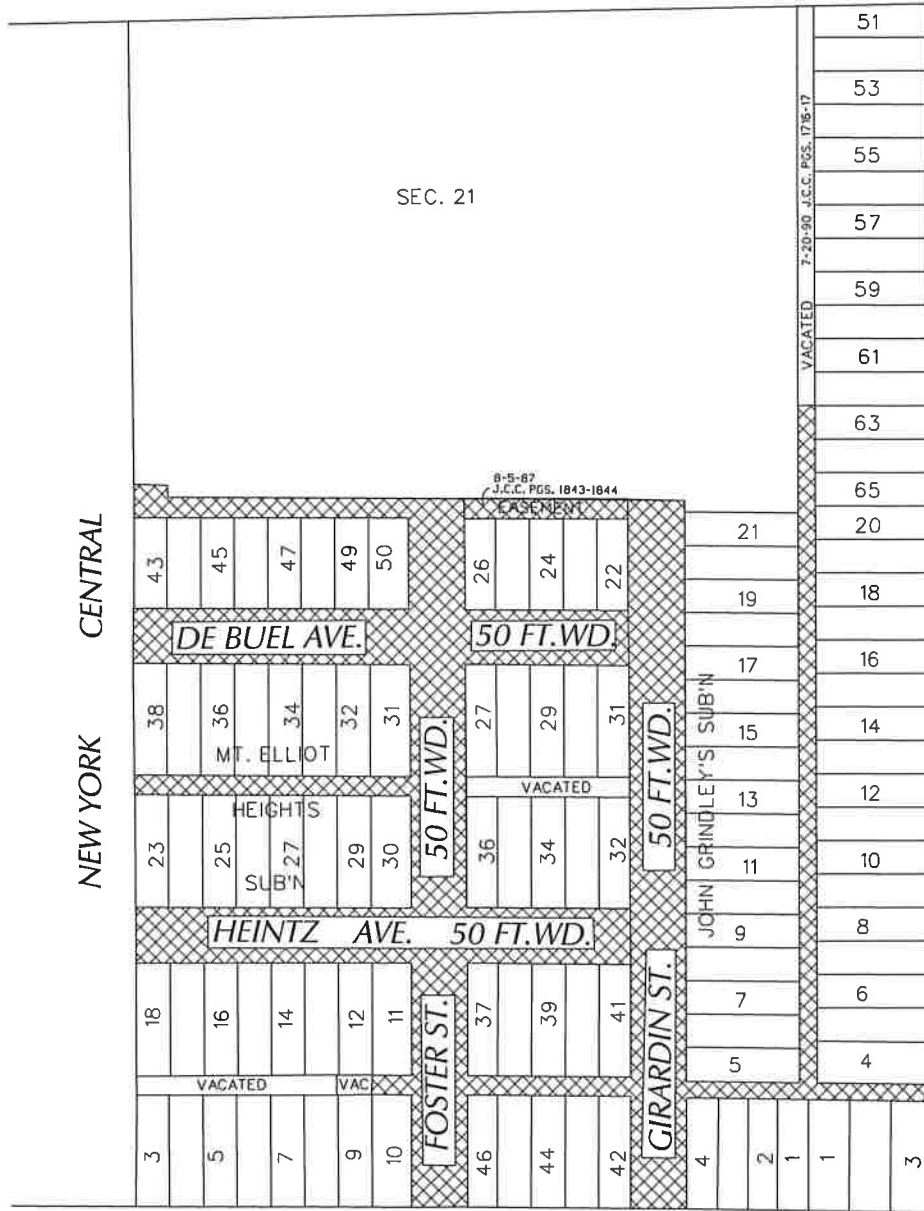 51
53
55
57
59
61
63
65
VACATED 7-20-90 J.C.C. PGS. 1716-17
SEC. 21
NEW YORK CENTRAL
8-5-87
J.C.C. PGS. 1843-1844
EASEMENT
43 45 47 49 50 26 24 22
21
19
20
18
DE BUEL AVE. 50 FT.WD.
38 36 34 32 31 27 29 31
17
15
16
14
MT. ELLIOT
HEIGHTS
SUB'N
VACATED
50 FT.WD.
50 FT.WD.
JOHN GRINDLEY'S SUB'N
13
11
12
10
23 25 27 29 30 36 34 32
HEINTZ AVE. 50 FT.WD.
9
7
5
8
6
4
18 16 14 12 11 37 39 41
VACATED VAC
FOSTER ST.
GIRARDIN ST.
3 5 7 9 10 46 44 42 4 2 1 1 3